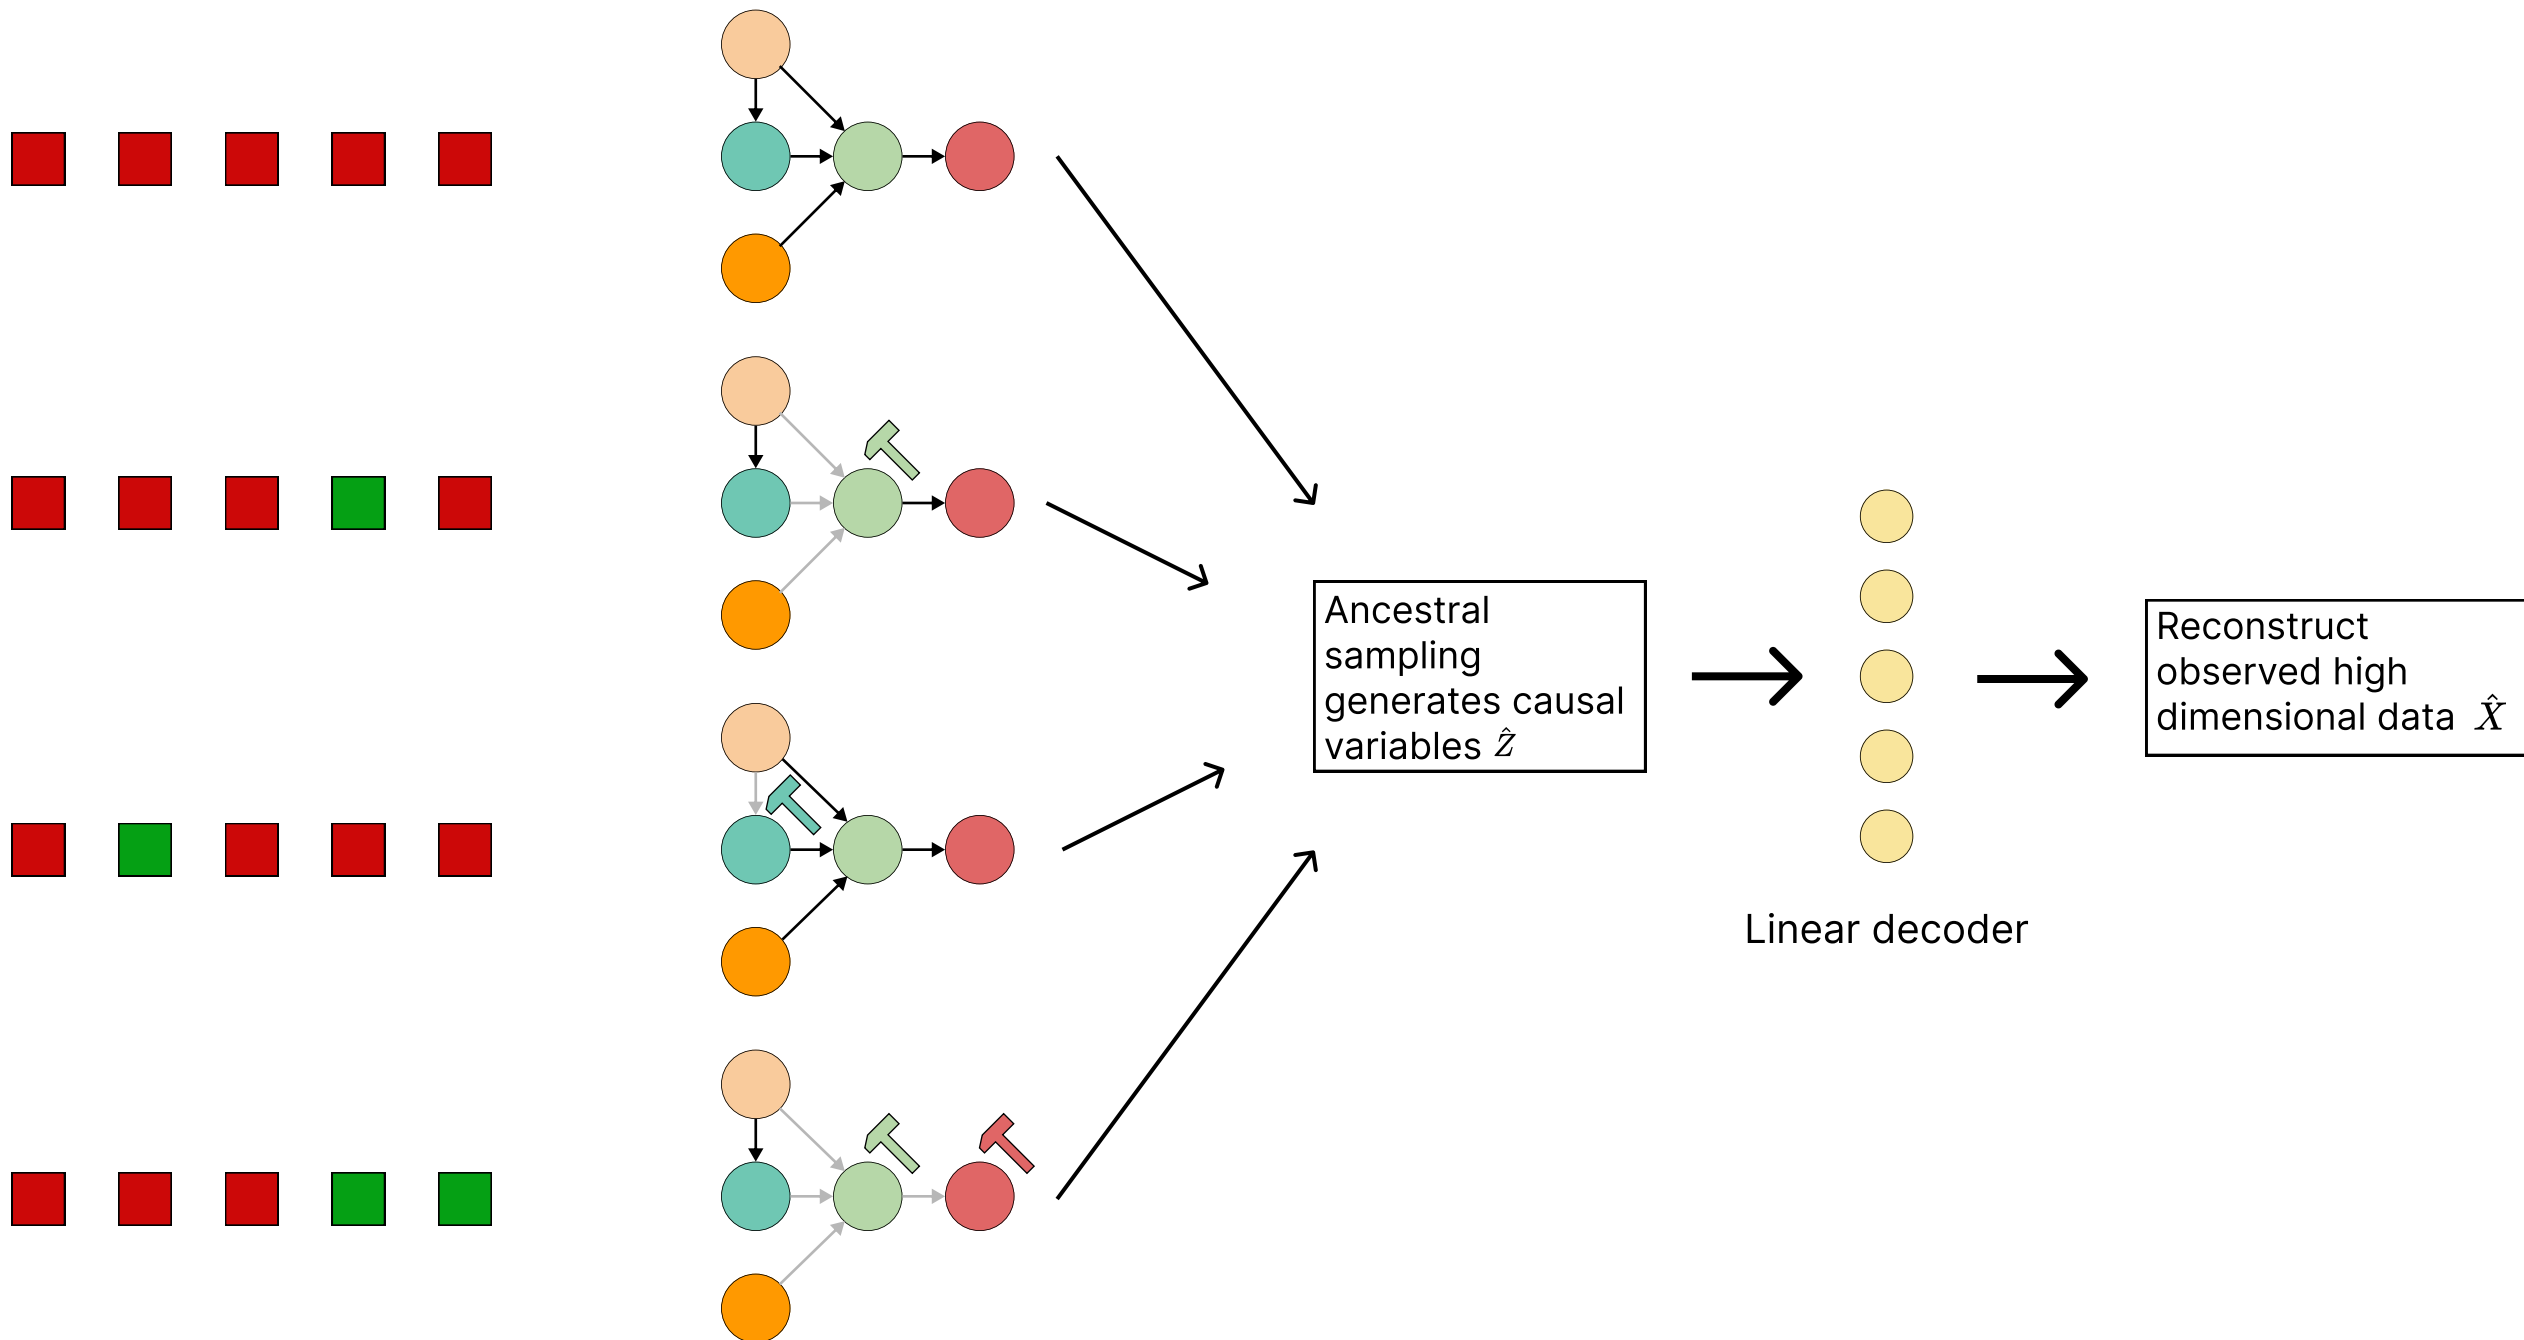 Ancestral
sampling
generates causal
variables Ẑ
Linear decoder
Reconstruct
observed high
dimensional data X̂